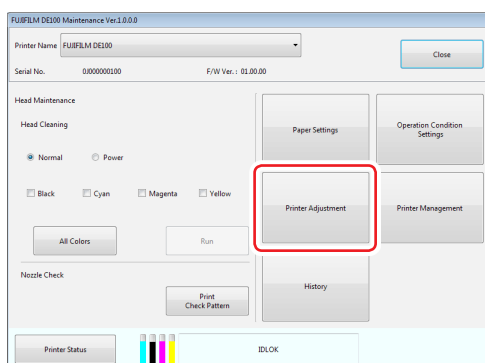 FUJIFILM DE100 Maintenance Ver.1.0.0.0
Printer Name FUJIFILM DE100
Close
Serial No. 0J000000100 F/W Ver. : 01.00.00
Head Maintenance
Head Cleaning
Normal Power
Black Cyan Magenta Yellow
All Colors Run
Nozzle Check
Print
Check Pattern
Paper Settings
Operation Condition
Settings
Printer Adjustment
Printer Management
History
Printer Status
IDLOK